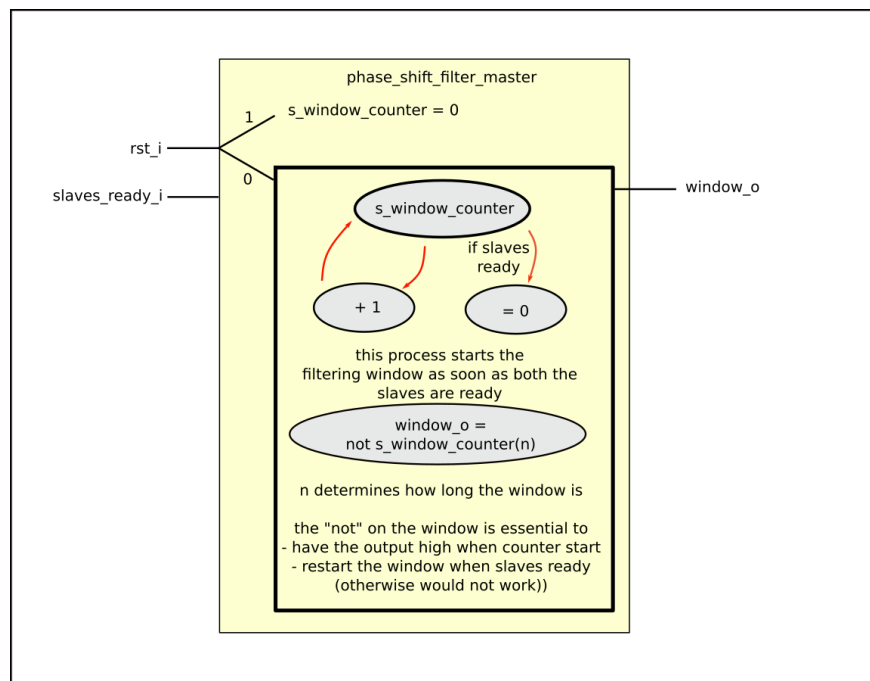 phase_shift_filter_master
1
s_window_counter = 0
rst_i
0
slaves_ready_i
window_o
s_window_counter
if slaves
ready
+ 1
= 0
this process starts the
filtering window as soon as both the
slaves are ready
window_o =
not s_window_counter(n)
n determines how long the window is
the "not" on the window is essential to
- have the output high when counter start
- restart the window when slaves ready
(otherwise would not work))